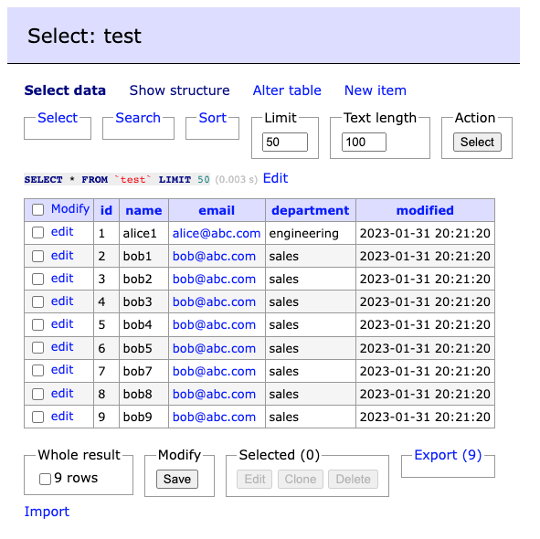 Select: test
Select data Show structure Alter table New item
Select Search Sort Limit Text length Action
50 100 Select
SELECT * FROM `test` LIMIT 50 (0.003 s) Edit
Modify id name email department modified
edit 1 alice1 alice@abc.com engineering 2023-01-31 20:21:20
edit 2 bob1 bob@abc.com sales 2023-01-31 20:21:20
edit 3 bob2 bob@abc.com sales 2023-01-31 20:21:20
edit 4 bob3 bob@abc.com sales 2023-01-31 20:21:20
edit 5 bob4 bob@abc.com sales 2023-01-31 20:21:20
edit 6 bob5 bob@abc.com sales 2023-01-31 20:21:20
edit 7 bob7 bob@abc.com sales 2023-01-31 20:21:20
edit 8 bob8 bob@abc.com sales 2023-01-31 20:21:20
edit 9 bob9 bob@abc.com sales 2023-01-31 20:21:20
Whole result Modify Selected (0) Export (9)
9 rows Save Edit Clone Delete
Import